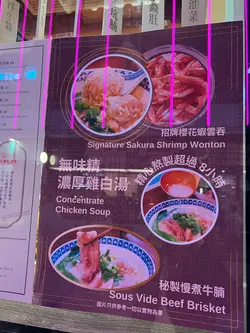 招牌櫻花蝦雲吞
Signature Sakura Shrimp Wonton
無味精
濃厚雞白湯
Concentrate
Chicken Soup
精心熬製超過8小時
秘製慢煮牛腩
Sous Vide Beef Brisket
圖片只供參考一切以實物為準